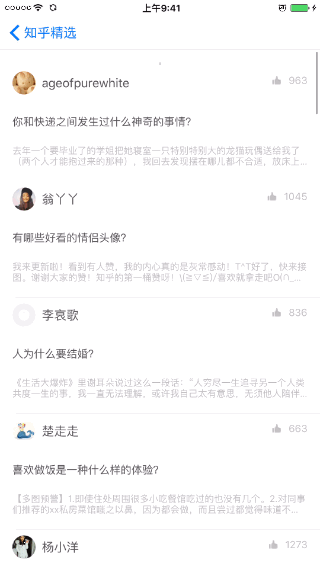 上午9:41
知乎精选
ageofpurewhite 963
你和快递之间发生过什么神奇的事情?
去年一个要毕业了的学姐把她寝室一只特别特别大的龙猫玩偶送给我了
（两个人才能抱过来的那种），我回去发现摆在哪儿都不合适，放床上...
翁丫丫 1045
有哪些好看的情侣头像?
我来更新啦！看到有人赞，我的内心真的是灰常感动！T^T好了，快来接
图。谢谢大家的赞！知乎的第一桶赞呀！\(≧▽≦)/喜欢就拿走吧O(∩_...
李哀歌 836
人为什么要结婚?
《生活大爆炸》里谢耳朵说过这么一段话：“人穷尽一生追寻另一个人类
共度一生的事，我一直无法理解，或许我自己太有意思，无须他人陪伴...
楚走走 663
喜欢做饭是一种什么样的体验?
【多图预警】1.即使住处周围很多小吃餐馆吃过的也没有几个。2.对同事
们推荐的xx私房菜馆嗤之以鼻，因为都会做，而且尝过都觉得味道不...
杨小洋 1273